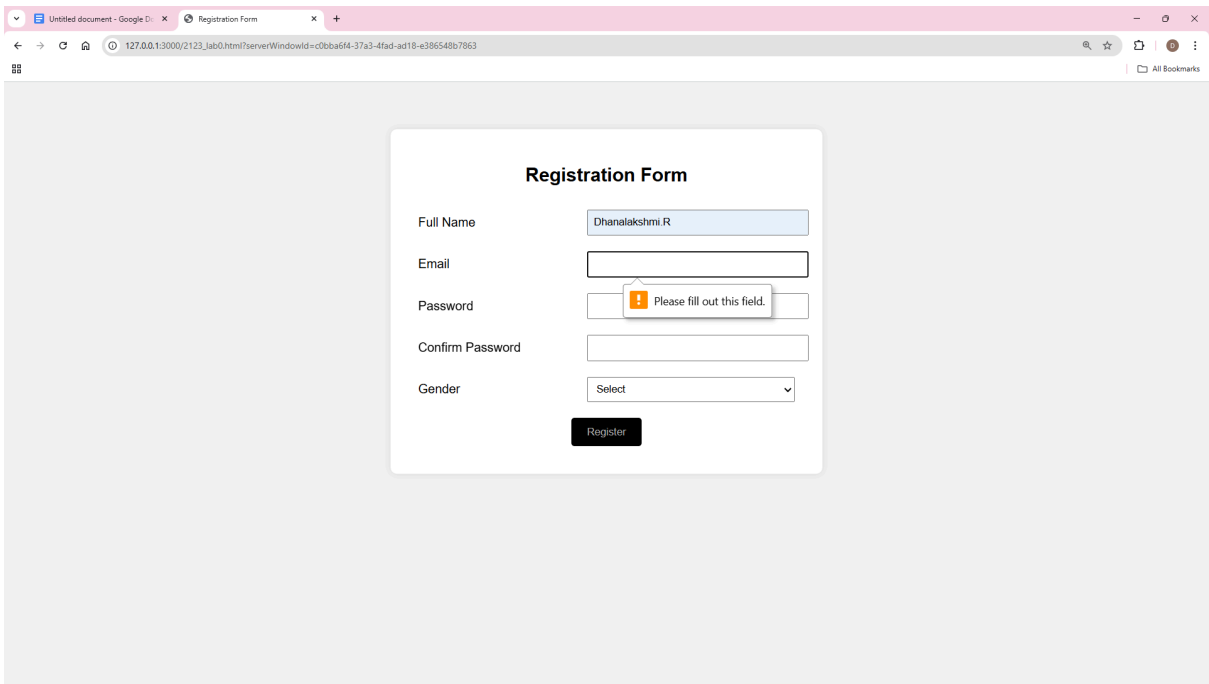 Untitled document - Google Do
Registration Form
127.0.0.1:3000/2123_lab0.html?serverWindowId=c0bba6f4-37a3-4fad-ad18-e386548b7863
D
All Bookmarks
Registration Form
Full Name
Dhanalakshmi.R
Email
Please fill out this field.
Password
Confirm Password
Gender
Select
Register